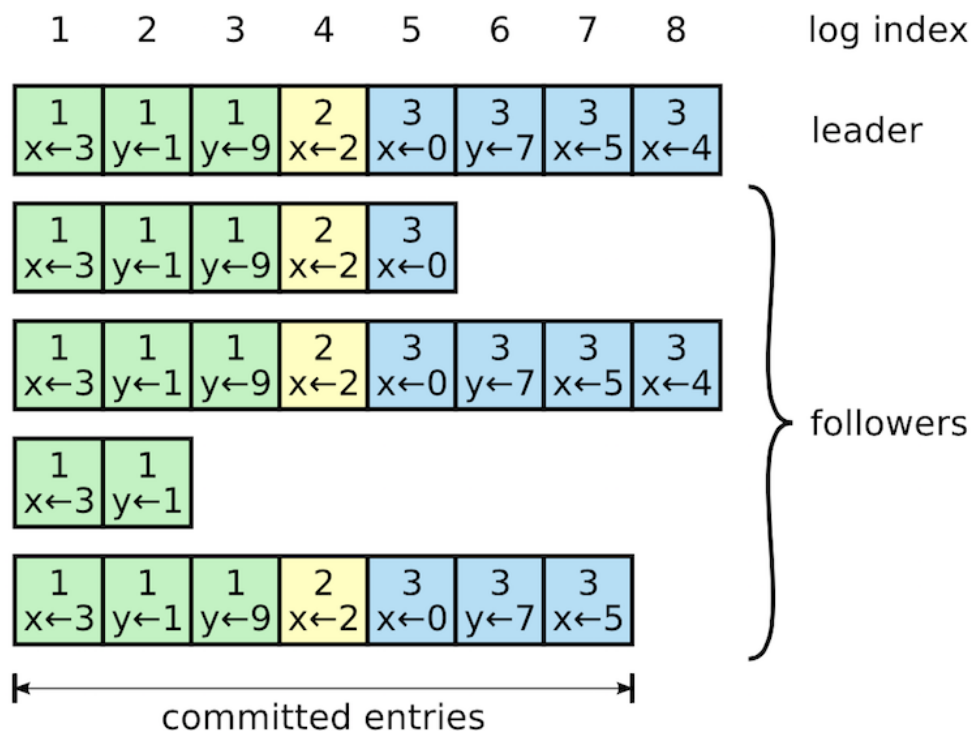 1 2 3 4 5 6 7 8 log index
1 1 1 2 3 3 3 3
x←3 y←1 y←9 x←2 x←0 y←7 x←5 x←4
leader
1 1 1 2 3
x←3 y←1 y←9 x←2 x←0
1 1 1 2 3 3 3 3
x←3 y←1 y←9 x←2 x←0 y←7 x←5 x←4
followers
1 1
x←3 y←1
1 1 1 2 3 3 3
x←3 y←1 y←9 x←2 x←0 y←7 x←5
committed entries